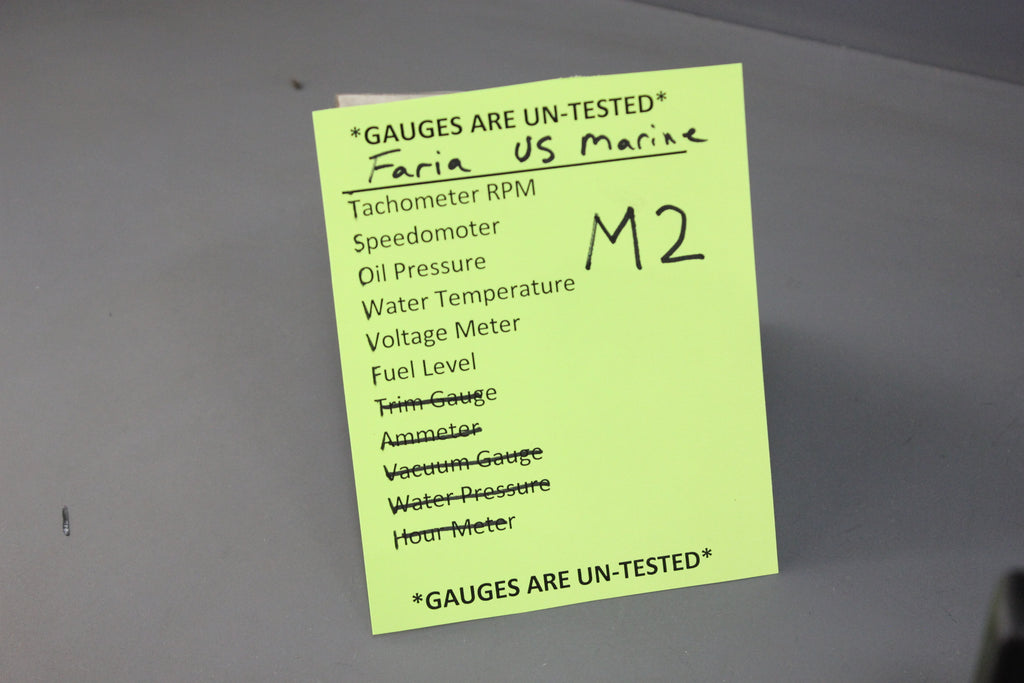 *GAUGES ARE UN-TESTED*
Faria US Marine
Tachometer RPM
Speedomoter
M2
Oil Pressure
Water Temperature
Voltage Meter
Fuel Level
Trim Gauge
Ammeter
Vacuum Gauge
Water Pressure
Hour Meter
*GAUGES ARE UN-TESTED*